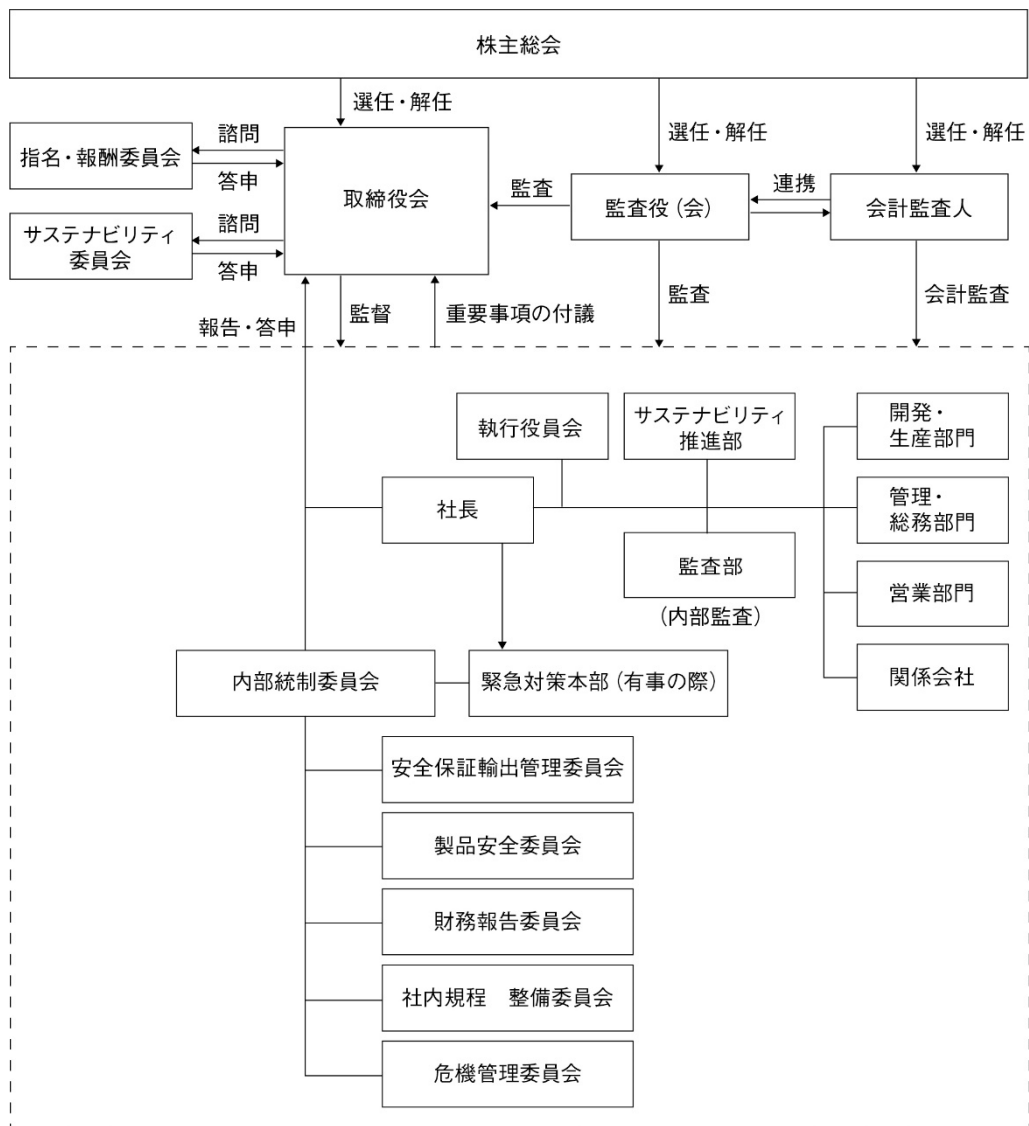 株主総会
選任・解任
選任・解任
選任・解任
指名・報酬委員会
諮問
答申
取締役会
監査
監査役（会）
連携
会計監査人
サステナビリティ
委員会
諮問
答申
報告・答申
監督
重要事項の付議
監査
会計監査
執行役員会
サステナビリティ
推進部
開発・
生産部門
社長
管理・
総務部門
監査部
（内部監査）
営業部門
内部統制委員会
緊急対策本部（有事の際）
関係会社
安全保証輸出管理委員会
製品安全委員会
財務報告委員会
社内規程　整備委員会
危機管理委員会